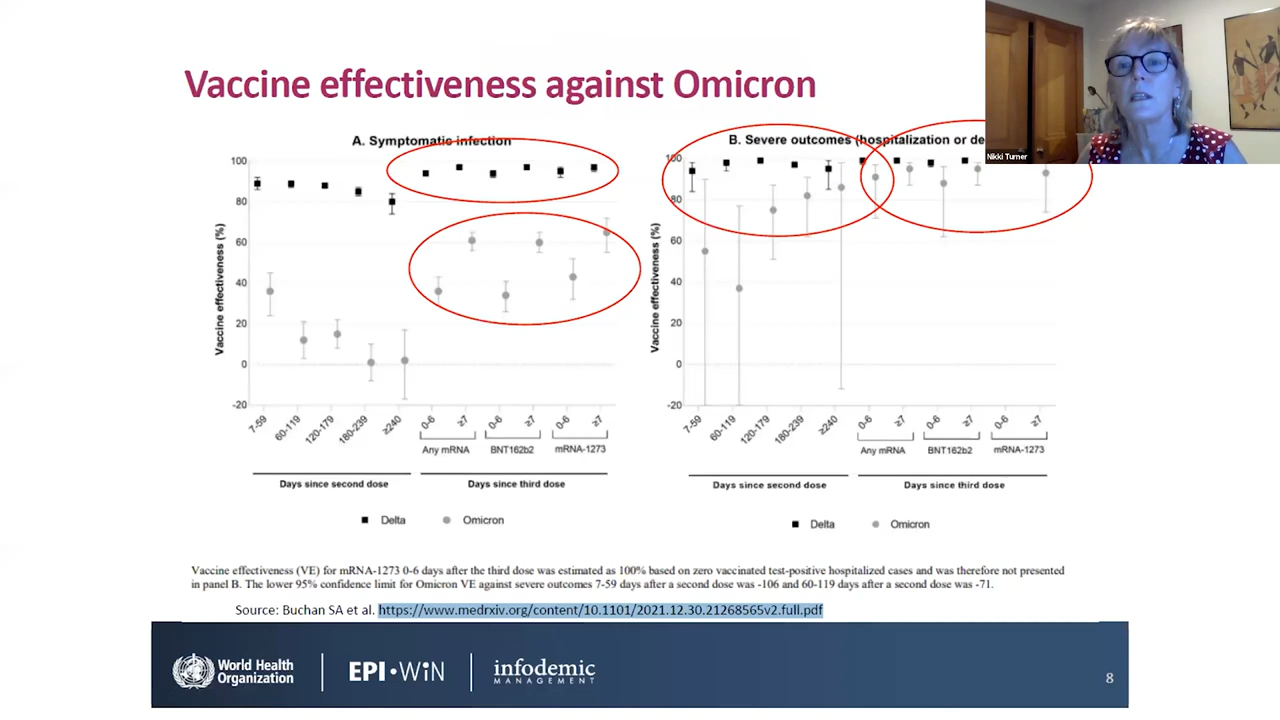 Vaccine effectiveness against Omicron
Nikki Turner
A. Symptomatic infection
Vaccine effectiveness (%)
100
80
60
40
20
0
-20
7-59
60-119
120-179
180-239
≥240
0-6
≥7
0-6
≥7
0-6
≥7
Any mRNA
BNT162b2
mRNA-1273
Days since second dose
Days since third dose
Delta
Omicron
B. Severe outcomes (hospitalization or de
Vaccine effectiveness (%)
100
80
60
40
20
0
-20
7-59
60-119
120-179
180-239
≥240
0-6
≥7
0-6
≥7
0-6
≥7
Any mRNA
BNT162b2
mRNA-1273
Days since second dose
Days since third dose
Delta
Omicron
Vaccine effectiveness (VE) for mRNA-1273 0-6 days after the third dose was estimated as 100% based on zero vaccinated test-positive hospitalized cases and was therefore not presented
in panel B. The lower 95% confidence limit for Omicron VE against severe outcomes 7-59 days after a second dose was -106 and 60-119 days after a second dose was -71.
Source: Buchan SA et al. https://www.medrxiv.org/content/10.1101/2021.12.30.21268565v2.full.pdf
World Health
Organization
EPI•WiN
infodemic
MANAGEMENT
8